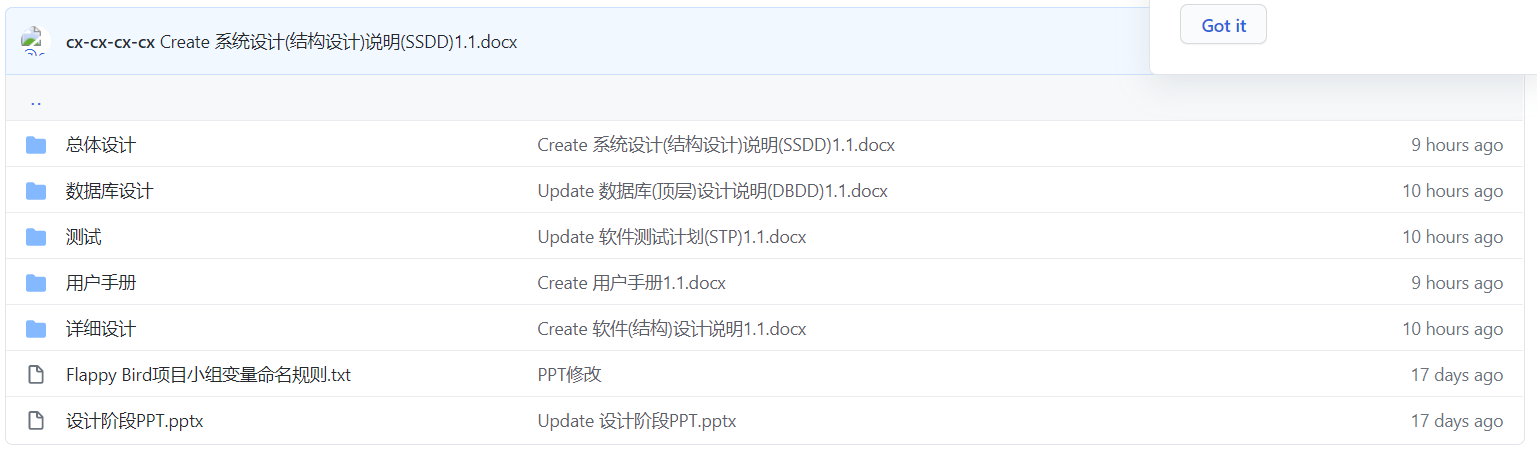 Got it
cx-cx-cx-cx Create 系统设计(结构设计)说明(SSDD)1.1.docx
..
总体设计 Create 系统设计(结构设计)说明(SSDD)1.1.docx 9 hours ago
数据库设计 Update 数据库(顶层)设计说明(DBDD)1.1.docx 10 hours ago
测试 Update 软件测试计划(STP)1.1.docx 10 hours ago
用户手册 Create 用户手册1.1.docx 9 hours ago
详细设计 Create 软件(结构)设计说明1.1.docx 10 hours ago
Flappy Bird项目小组变量命名规则.txt PPT修改 17 days ago
设计阶段PPT.pptx Update 设计阶段PPT.pptx 17 days ago